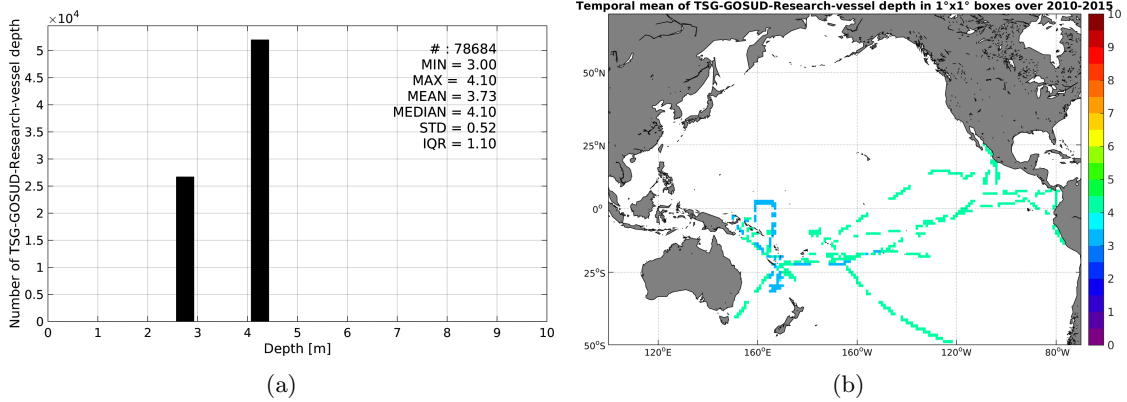 ×10⁴
Number of TSG-GOSUD-Research-vessel depth
5
4.5
4
3.5
3
2.5
2
1.5
1
0.5
0
# : 78684
MIN = 3.00
MAX = 4.10
MEAN = 3.73
MEDIAN = 4.10
STD = 0.52
IQR = 1.10
0 1 2 3 4 5 6 7 8 9 10
Depth [m]
(a)
Temporal mean of TSG-GOSUD-Research-vessel depth in 1°x1° boxes over 2010-2015
50°N
25°N
0°
25°S
50°S
120°E 160°E 160°W 120°W 80°W
10
9
8
7
6
5
4
3
2
1
0
(b)